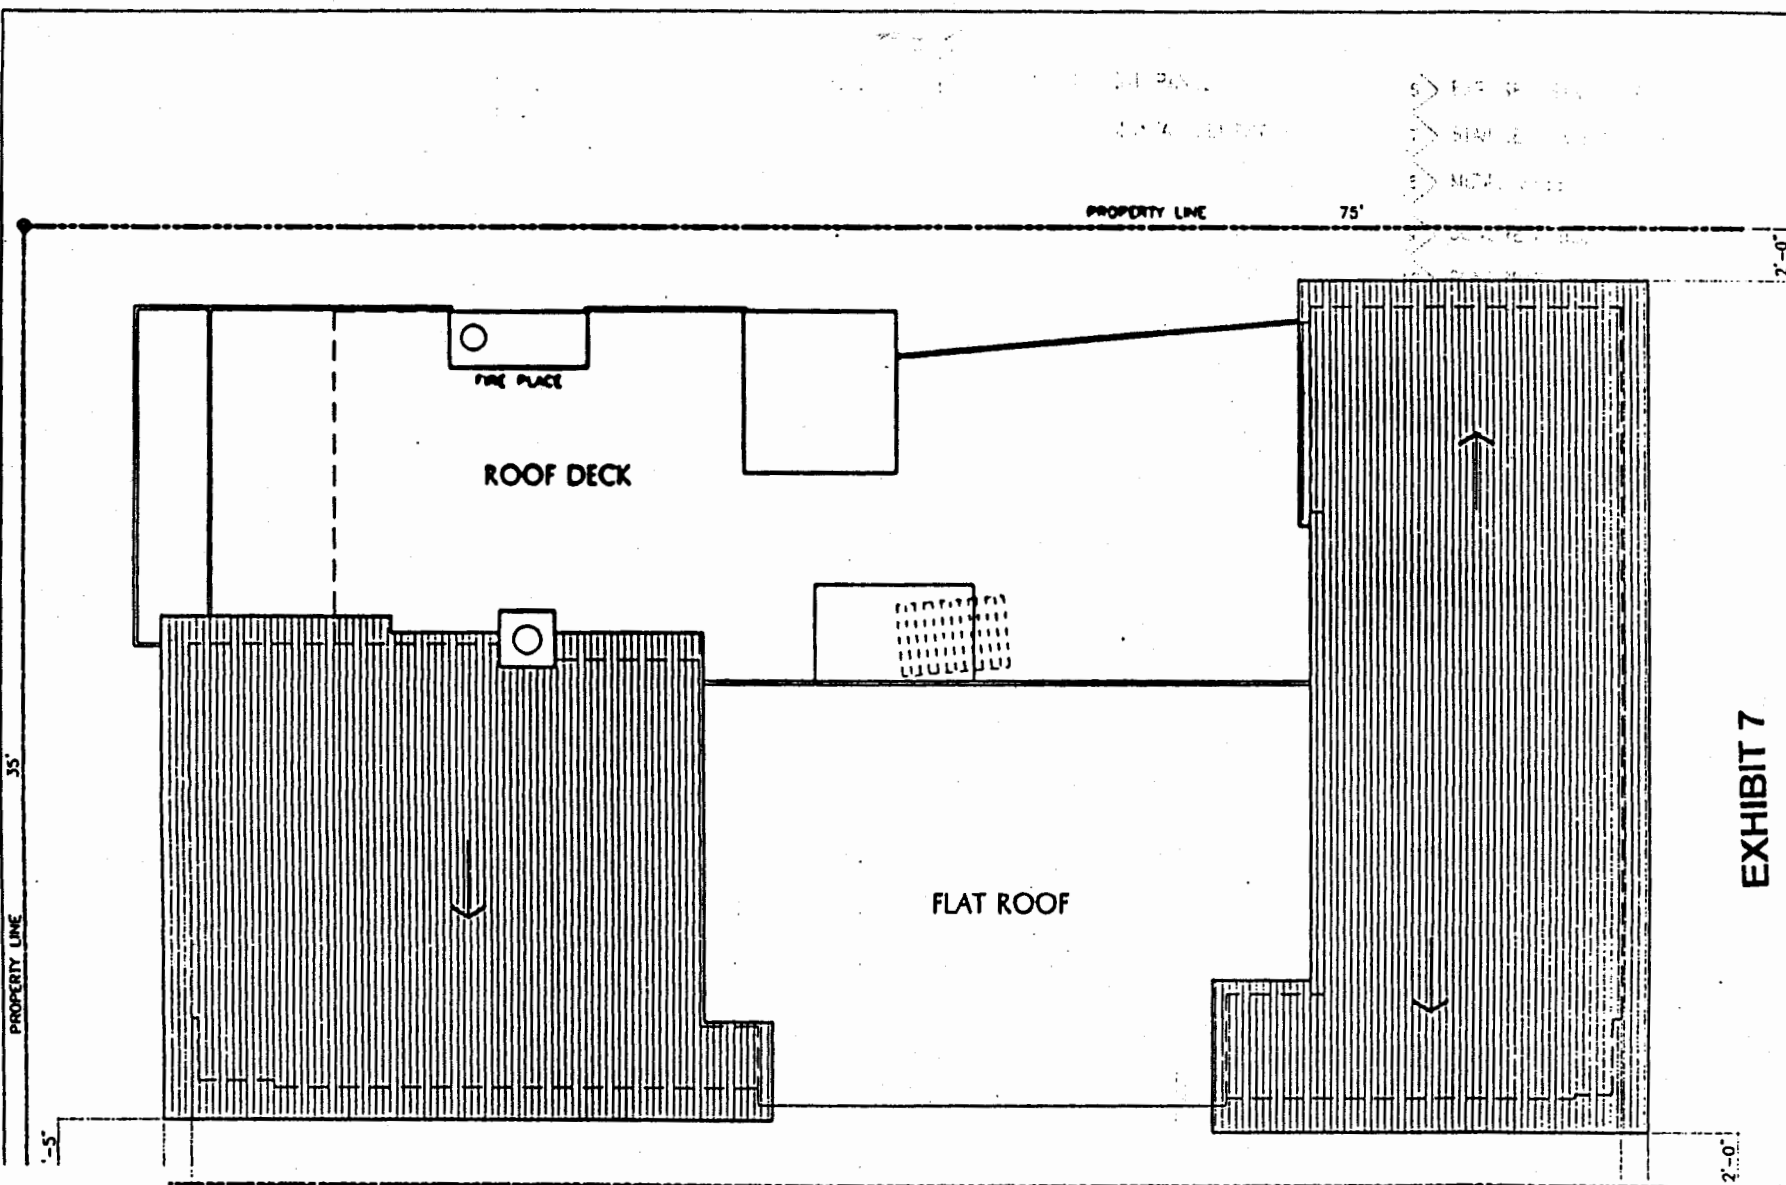 PROPERTY LINE 75'
2'-0"
FIRE PLACE
ROOF DECK
35'
PROPERTY LINE
FLAT ROOF
EXHIBIT 7
'-5"
2'-0"